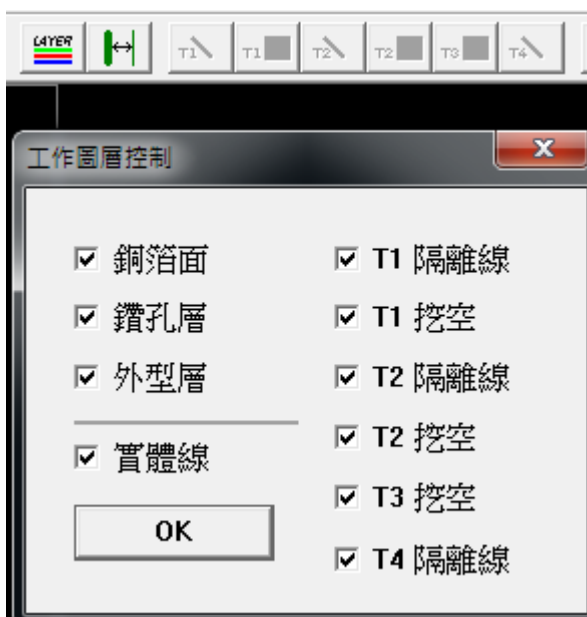 LAYER T1 T1 T2 T2 T3 T4
工作圖層控制
銅箔面
鑽孔層
外型層
實體線
OK
T1 隔離線
T1 挖空
T2 隔離線
T2 挖空
T3 挖空
T4 隔離線